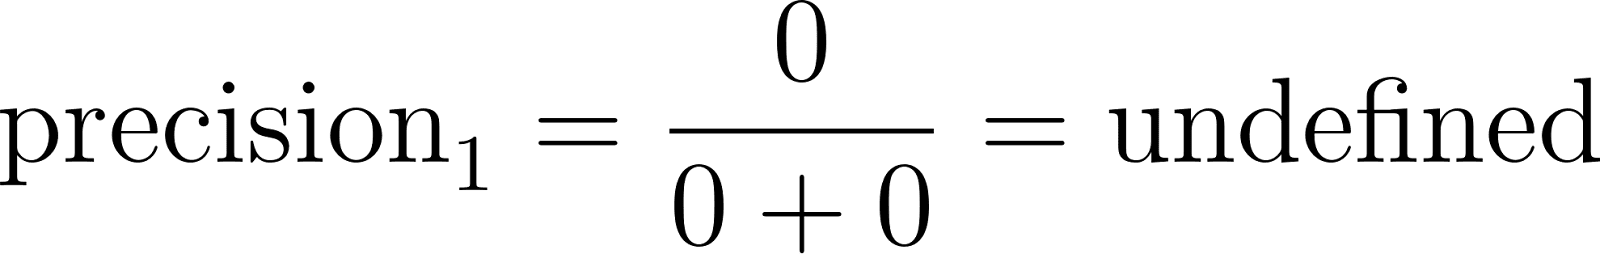 precision₁ = 0 / (0 + 0) = undefined